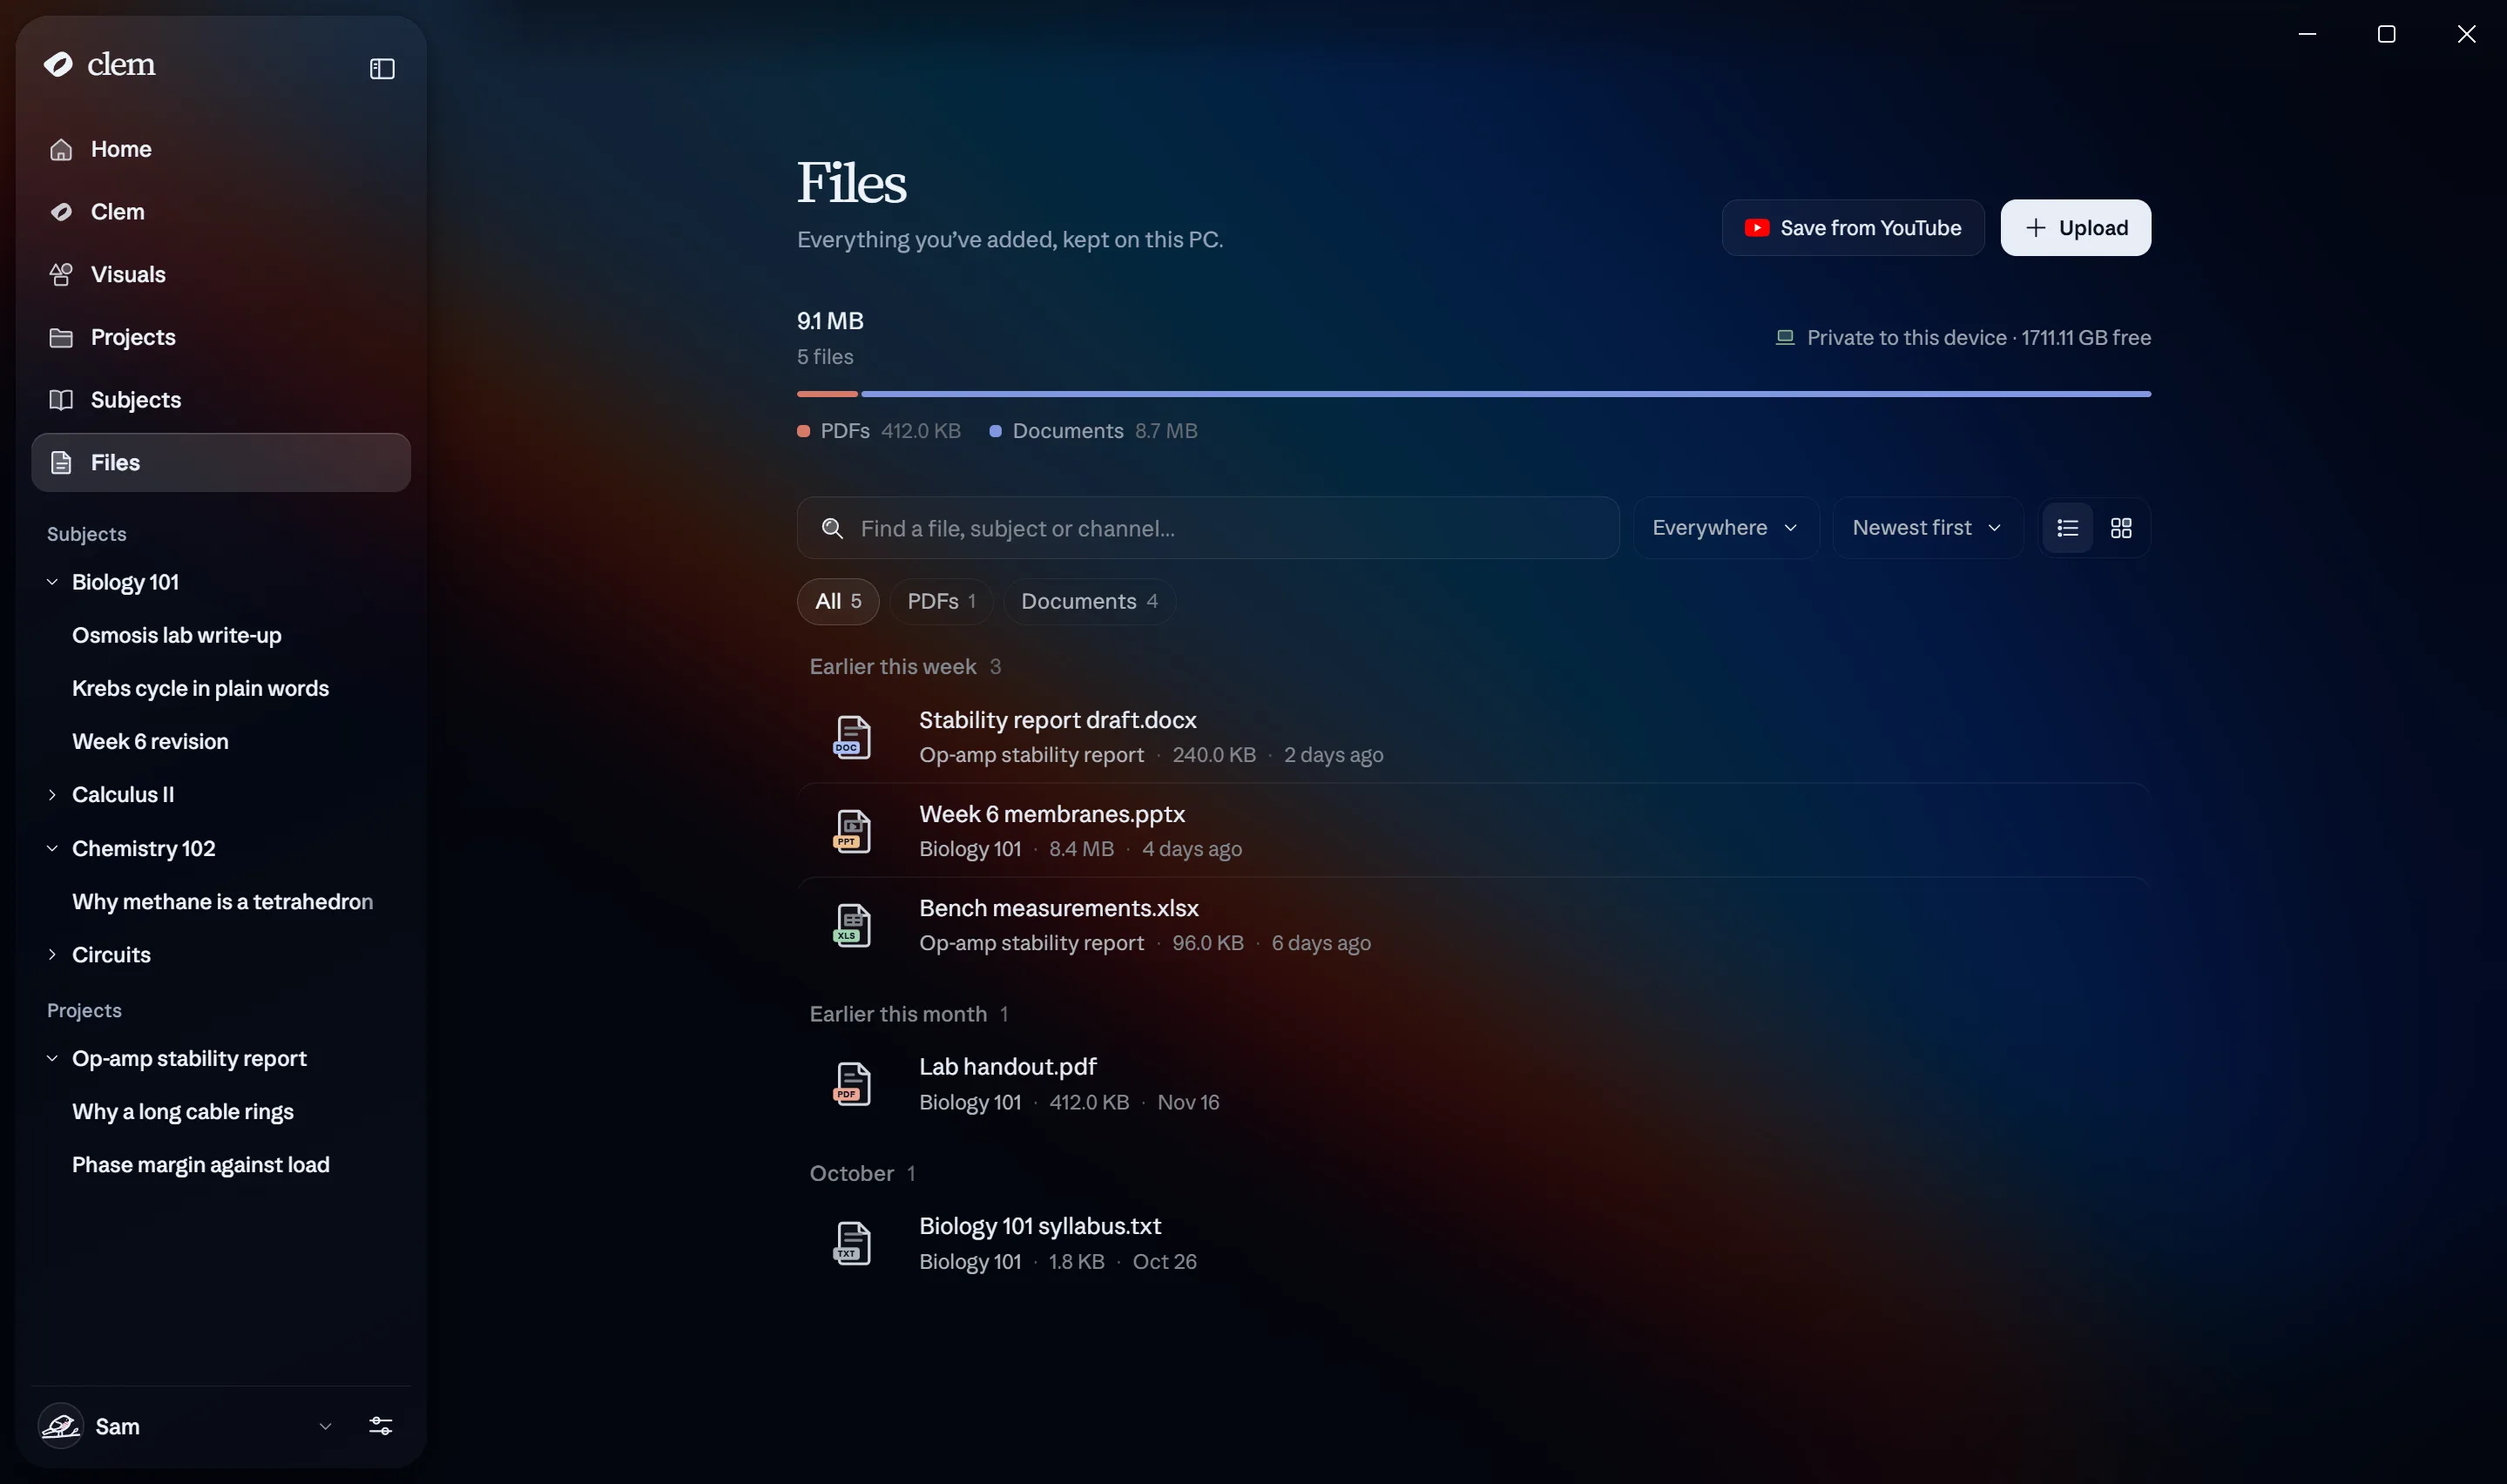 clem
Home
Clem
Visuals
Projects
Subjects
Files
Subjects
Biology 101
Osmosis lab write-up
Krebs cycle in plain words
Week 6 revision
Calculus II
Chemistry 102
Why methane is a tetrahedron
Circuits
Projects
Op-amp stability report
Why a long cable rings
Phase margin against load
Sam
Files
Everything you’ve added, kept on this PC.
Save from YouTube
Upload
9.1 MB
5 files
Private to this device · 1711.11 GB free
PDFs 412.0 KB Documents 8.7 MB
Find a file, subject or channel...
Everywhere
Newest first
All 5 PDFs 1 Documents 4
Earlier this week 3
DOC
Stability report draft.docx
Op-amp stability report · 240.0 KB · 2 days ago
PPT
Week 6 membranes.pptx
Biology 101 · 8.4 MB · 4 days ago
XLS
Bench measurements.xlsx
Op-amp stability report · 96.0 KB · 6 days ago
Earlier this month 1
PDF
Lab handout.pdf
Biology 101 · 412.0 KB · Nov 16
October 1
TXT
Biology 101 syllabus.txt
Biology 101 · 1.8 KB · Oct 26